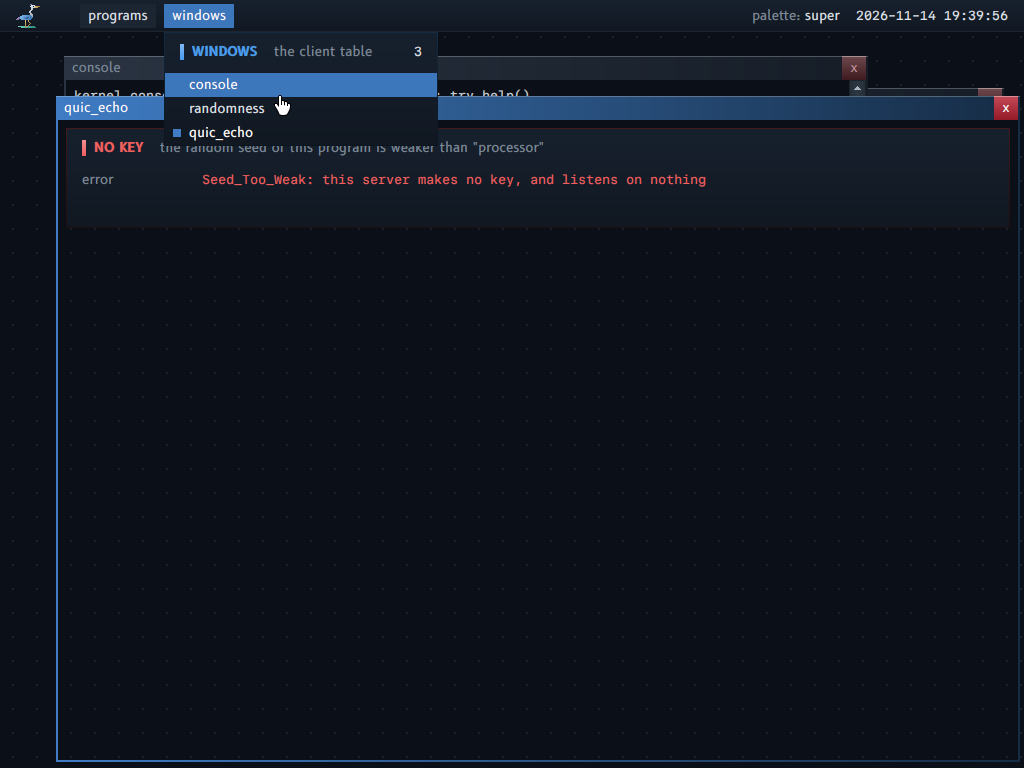 programs windows palette: super 2026-11-14 19:39:56
WINDOWS the client table 3
console
console x
console
randomness
quic_echo
quic_echo x
NO KEY the random seed of this program is weaker than "processor"
error Seed_Too_Weak: this server makes no key, and listens on nothing